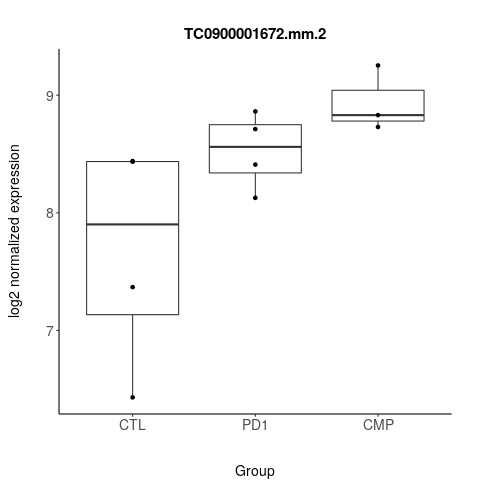 TC0900001672.mm.2
log2 normalized expression
9
8
7
CTL PD1 CMP
Group